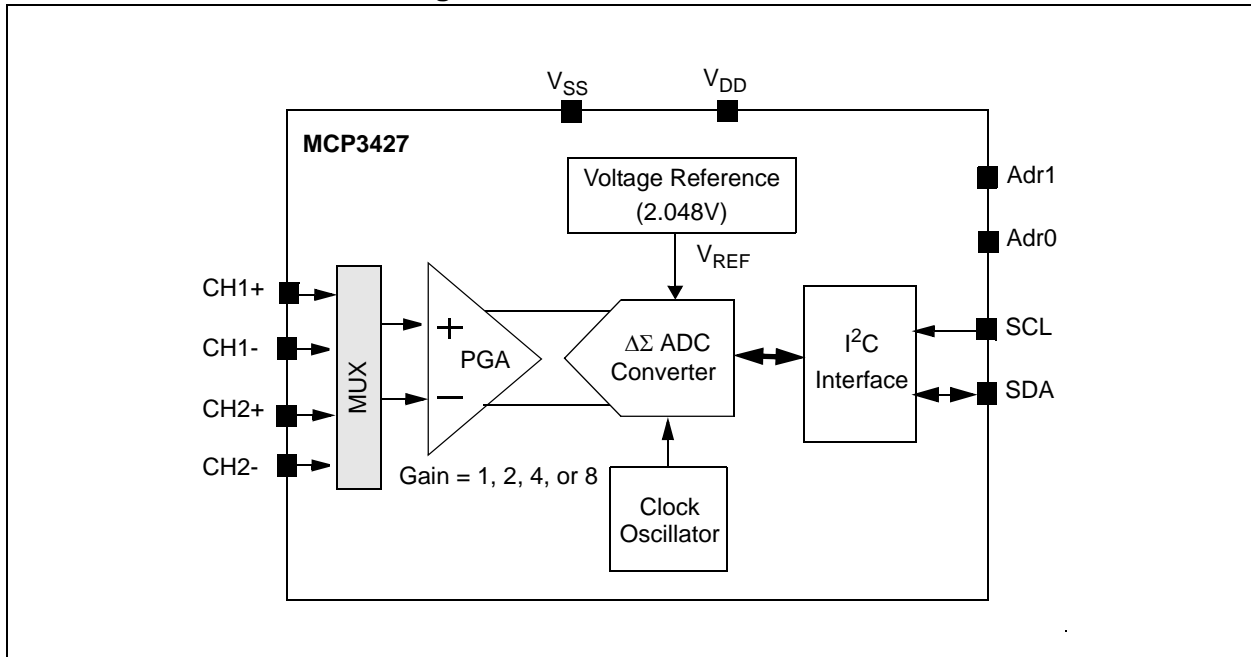 V_SS
V_DD
MCP3427
Voltage Reference
(2.048V)
V_REF
Adr1
Adr0
CH1+
CH1-
CH2+
CH2-
MUX
+
PGA
−
ΔΣ ADC
Converter
I²C
Interface
SCL
SDA
Gain = 1, 2, 4, or 8
Clock
Oscillator